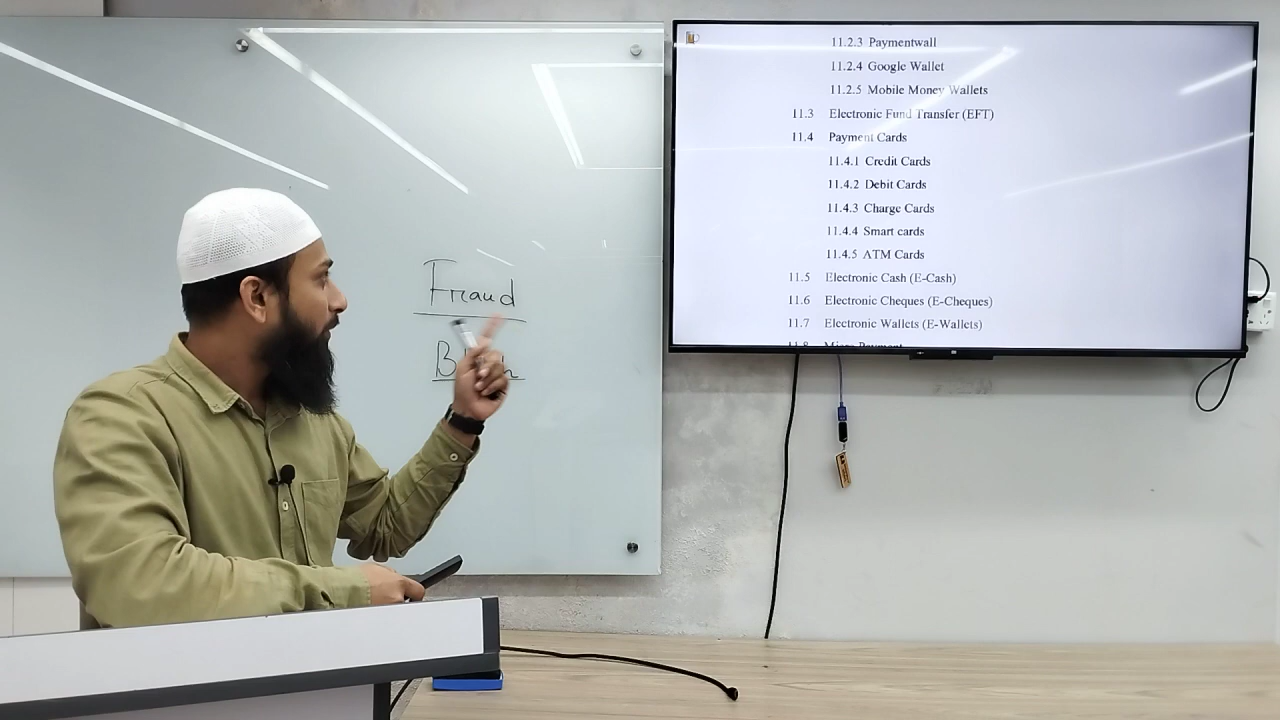 Fraud
11.2.3 Paymentwall
11.2.4 Google Wallet
11.2.5 Mobile Money Wallets
11.3 Electronic Fund Transfer (EFT)
11.4 Payment Cards
11.4.1 Credit Cards
11.4.2 Debit Cards
11.4.3 Charge Cards
11.4.4 Smart cards
11.4.5 ATM Cards
11.5 Electronic Cash (E-Cash)
11.6 Electronic Cheques (E-Cheques)
11.7 Electronic Wallets (E-Wallets)